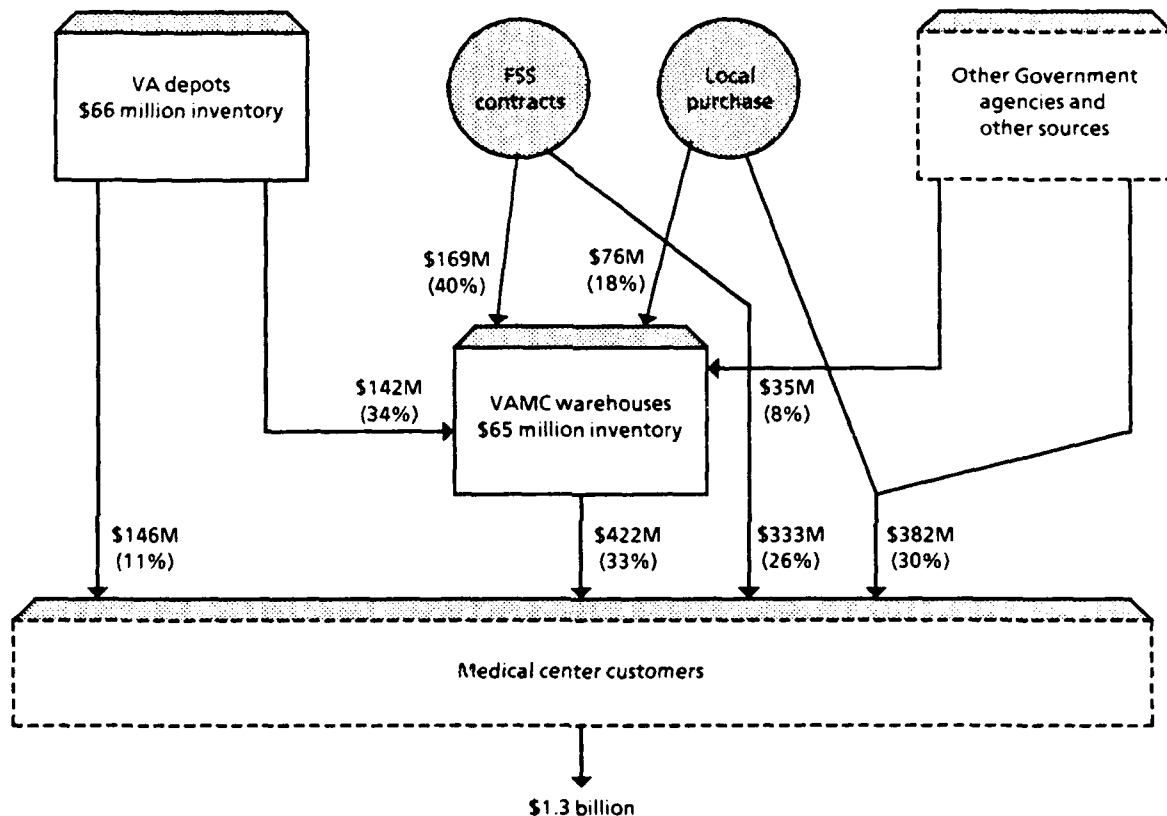 VA depots
$66 million inventory
FSS
contracts
Local
purchase
Other Government
agencies and
other sources
$169M
(40%)
$76M
(18%)
$142M
(34%)
VAMC warehouses
$65 million inventory
$35M
(8%)
$146M
(11%)
$422M
(33%)
$333M
(26%)
$382M
(30%)
Medical center customers
$1.3 billion